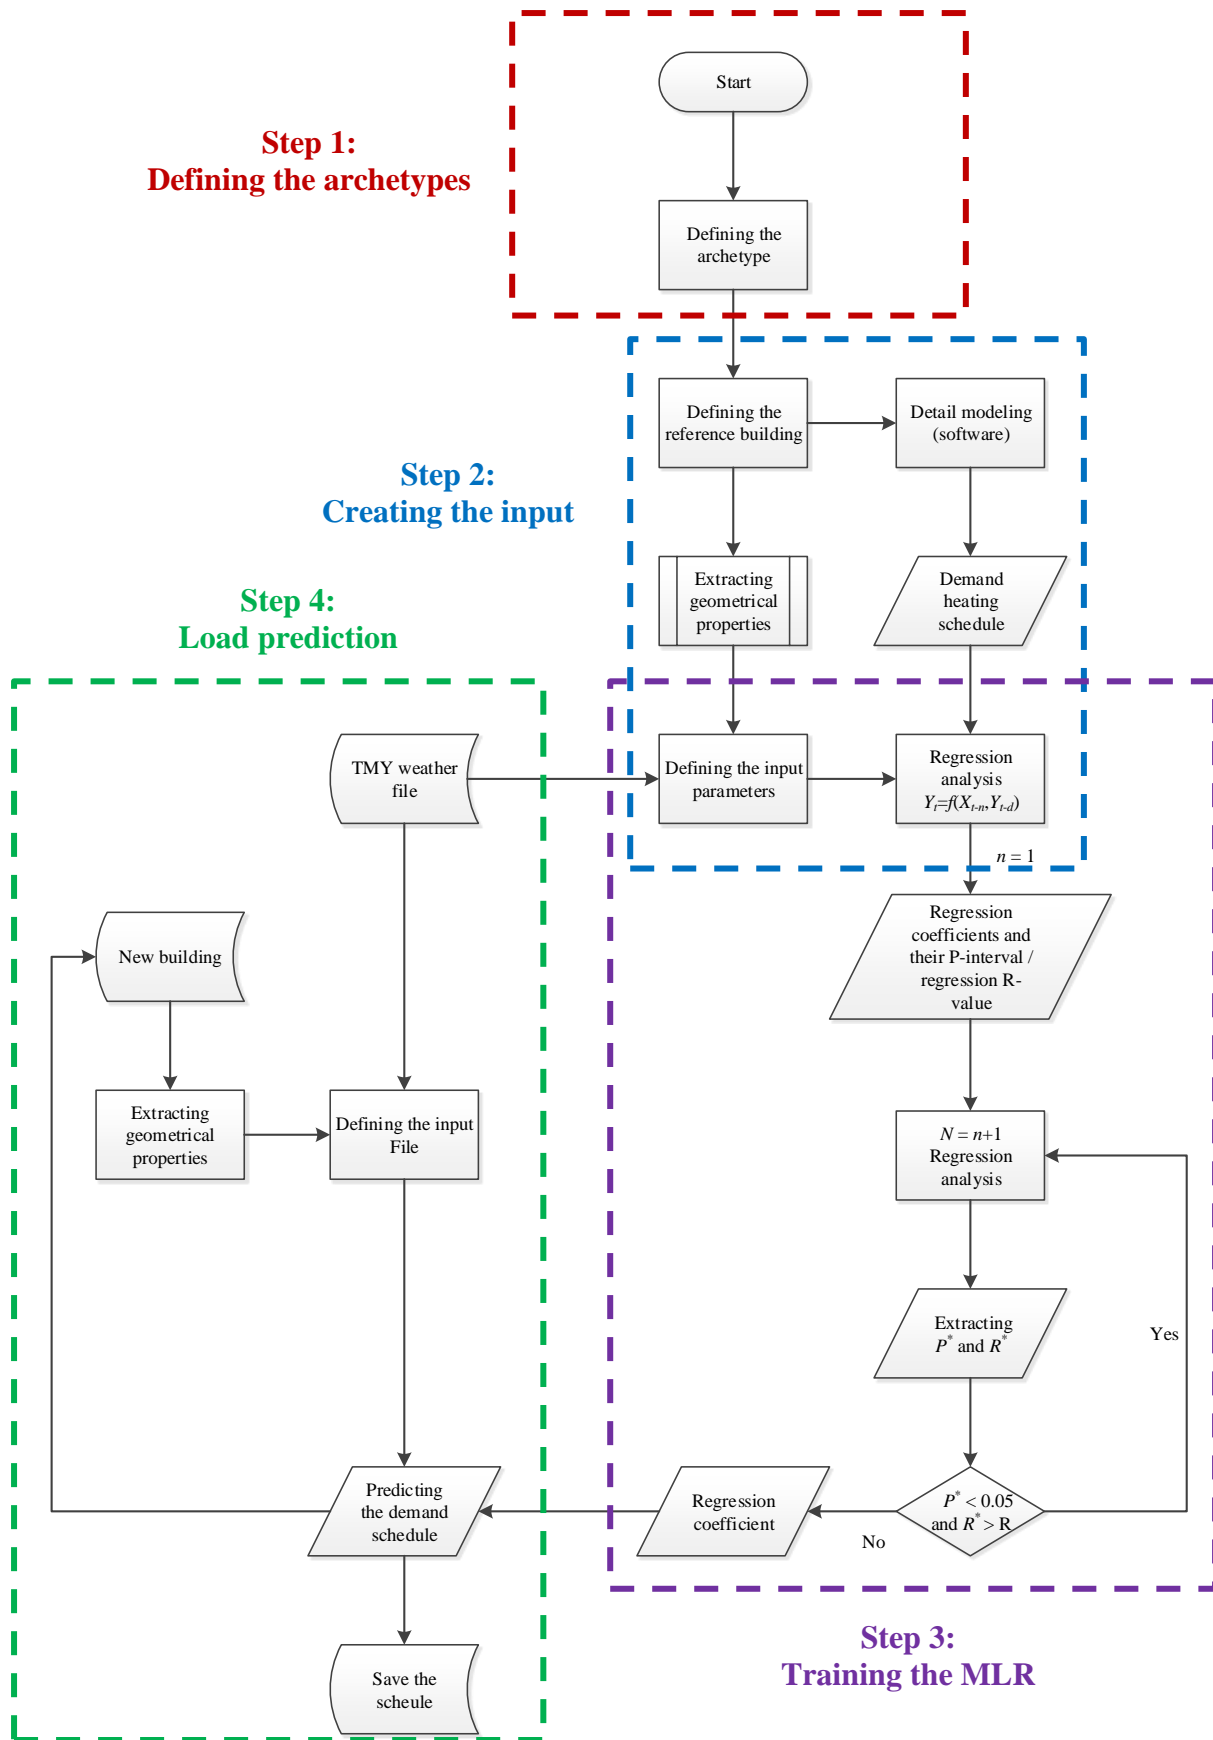 Start
Step 1:
Defining the archetypes
Defining the
archetype
Defining the
reference building
Detail modeling
(software)
Step 2:
Creating the input
Extracting
geometrical
properties
Demand
heating
schedule
Step 4:
Load prediction
TMY weather
file
Defining the input
parameters
Regression
analysis
Yt=f(Xt-n,Yt-d)
n = 1
New building
Regression
coefficients and
their P-interval /
regression R-
value
Extracting
geometrical
properties
Defining the input
File
N = n+1
Regression
analysis
Extracting
P* and R*
Yes
Predicting
the demand
schedule
Regression
coefficient
P* < 0.05
and R* > R
No
Step 3:
Training the MLR
Save the
scheule